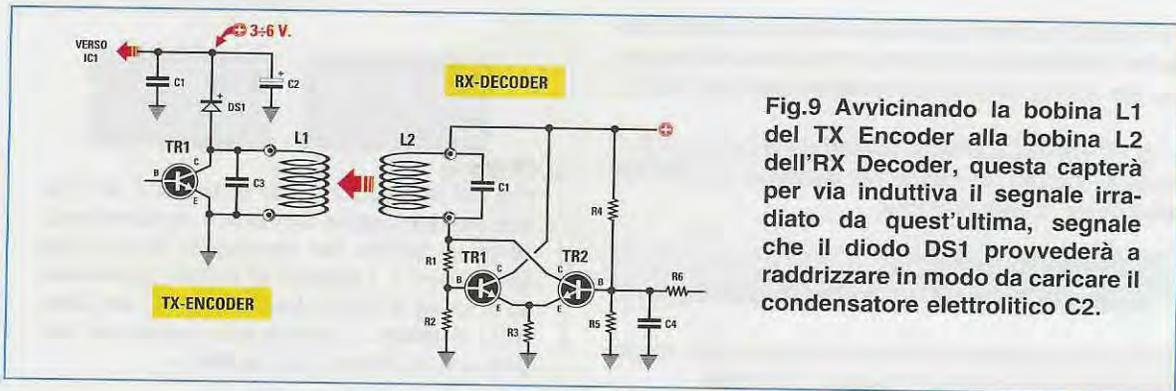 VERSO
IC1
3÷6 V.
C1
DS1
C2
TR1
C
B
E
C3
L1
TX-ENCODER
RX-DECODER
L2
C1
R4
R1
TR1
TR2
B
C
E
C
E
B
R6
R2
R3
R5
C4
Fig.9 Avvicinando la bobina L1
del TX Encoder alla bobina L2
dell'RX Decoder, questa capterà
per via induttiva il segnale irra-
diato da quest'ultima, segnale
che il diodo DS1 provvederà a
raddrizzare in modo da caricare il
condensatore elettrolitico C2.